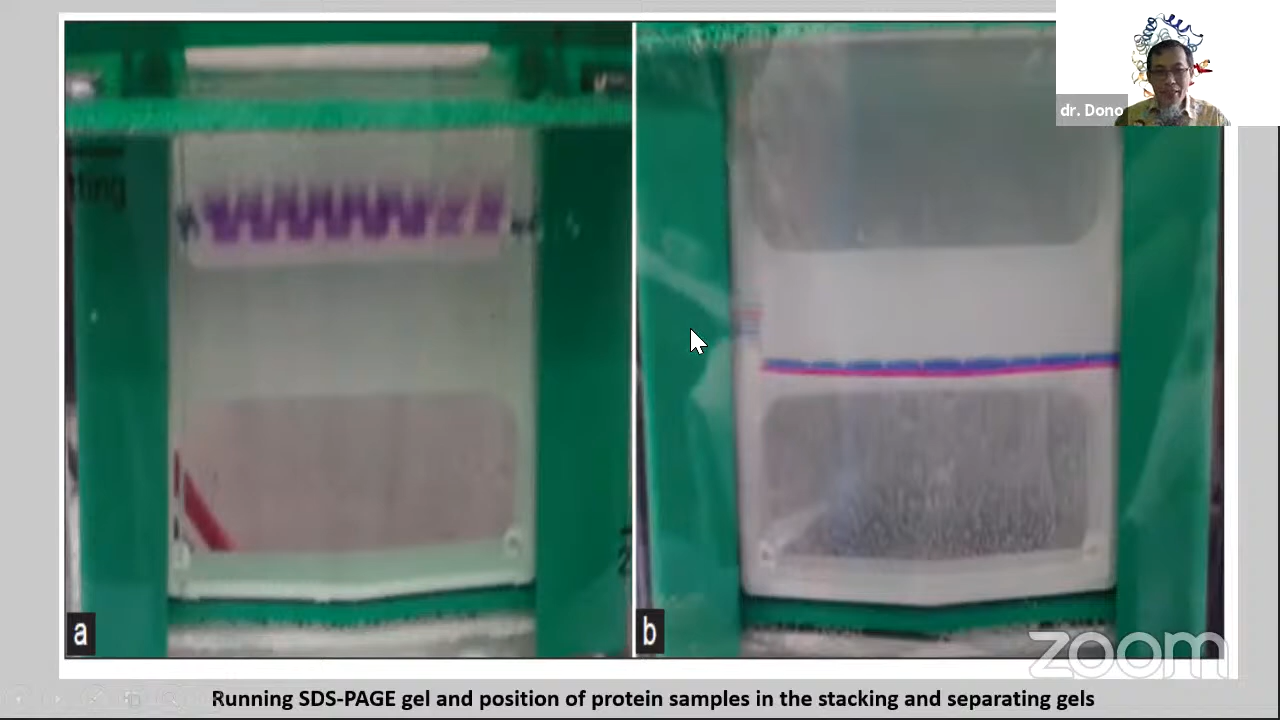 dr. Dono
a
b
zoom
Running SDS-PAGE gel and position of protein samples in the stacking and separating gels